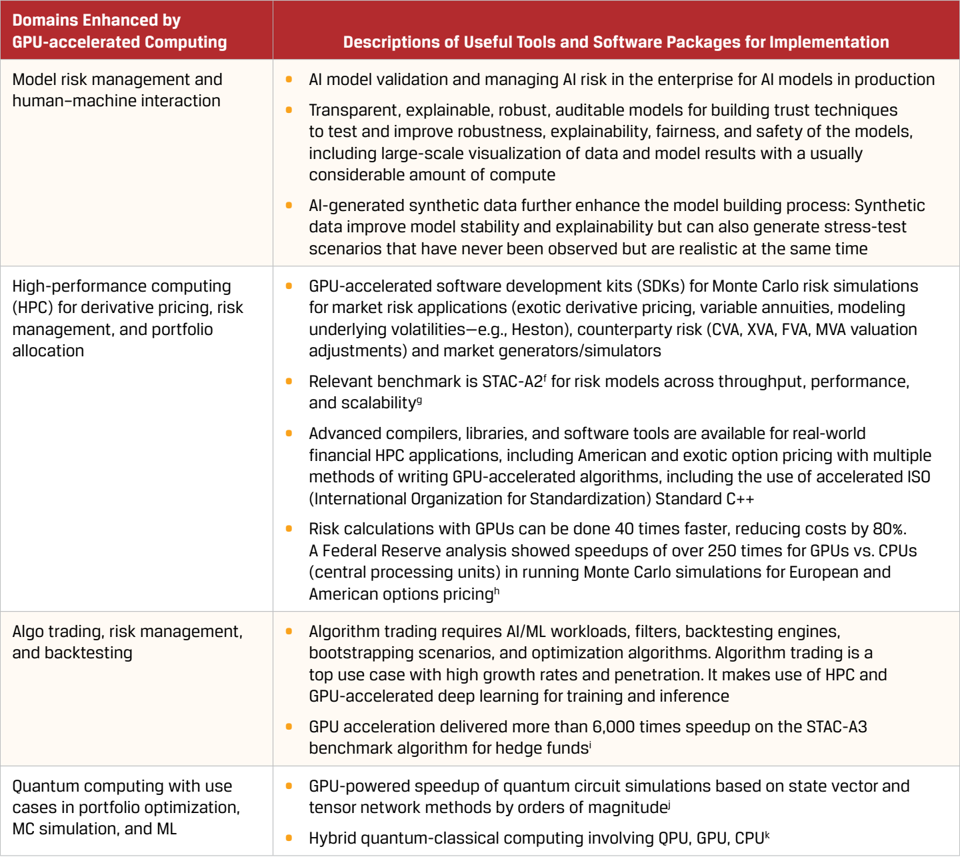 Domains Enhanced by
GPU-accelerated Computing
Descriptions of Useful Tools and Software Packages for Implementation
Model risk management and
human–machine interaction
• AI model validation and managing AI risk in the enterprise for AI models in production
• Transparent, explainable, robust, auditable models for building trust techniques
to test and improve robustness, explainability, fairness, and safety of the models,
including large-scale visualization of data and model results with a usually
considerable amount of compute
• AI-generated synthetic data further enhance the model building process: Synthetic
data improve model stability and explainability but can also generate stress-test
scenarios that have never been observed but are realistic at the same time
High-performance computing
(HPC) for derivative pricing, risk
management, and portfolio
allocation
• GPU-accelerated software development kits (SDKs) for Monte Carlo risk simulations
for market risk applications (exotic derivative pricing, variable annuities, modeling
underlying volatilities—e.g., Heston), counterparty risk (CVA, XVA, FVA, MVA valuation
adjustments) and market generators/simulators
• Relevant benchmark is STAC-A2ᶠ for risk models across throughput, performance,
and scalabilityᵍ
• Advanced compilers, libraries, and software tools are available for real-world
financial HPC applications, including American and exotic option pricing with multiple
methods of writing GPU-accelerated algorithms, including the use of accelerated ISO
(International Organization for Standardization) Standard C++
• Risk calculations with GPUs can be done 40 times faster, reducing costs by 80%.
A Federal Reserve analysis showed speedups of over 250 times for GPUs vs. CPUs
(central processing units) in running Monte Carlo simulations for European and
American options pricingʰ
Algo trading, risk management,
and backtesting
• Algorithm trading requires AI/ML workloads, filters, backtesting engines,
bootstrapping scenarios, and optimization algorithms. Algorithm trading is a
top use case with high growth rates and penetration. It makes use of HPC and
GPU-accelerated deep learning for training and inference
• GPU acceleration delivered more than 6,000 times speedup on the STAC-A3
benchmark algorithm for hedge fundsⁱ
Quantum computing with use
cases in portfolio optimization,
MC simulation, and ML
• GPU-powered speedup of quantum circuit simulations based on state vector and
tensor network methods by orders of magnitudeʲ
• Hybrid quantum-classical computing involving QPU, GPU, CPUᵏ